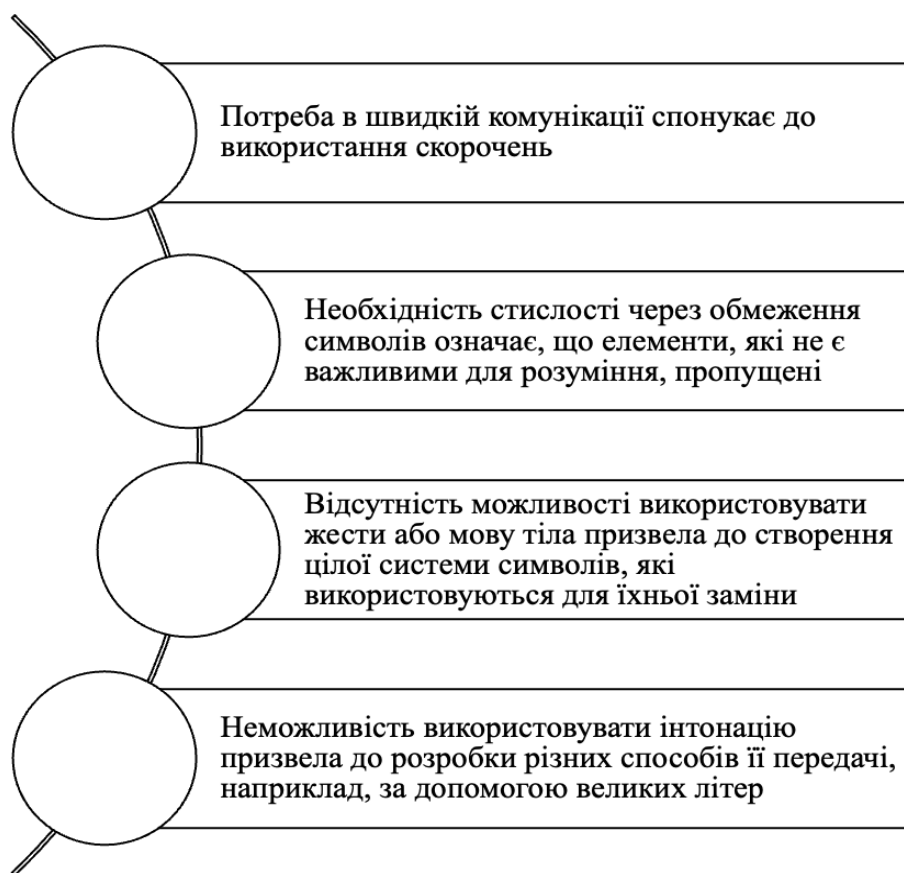 Потреба в швидкій комунікації спонукає до
використання скорочень
Необхідність стислості через обмеження
символів означає, що елементи, які не є
важливими для розуміння, пропущені
Відсутність можливості використовувати
жести або мову тіла призвела до створення
цілої системи символів, які
використовуються для їхньої заміни
Неможливість використовувати інтонацію
призвела до розробки різних способів її передачі,
наприклад, за допомогою великих літер